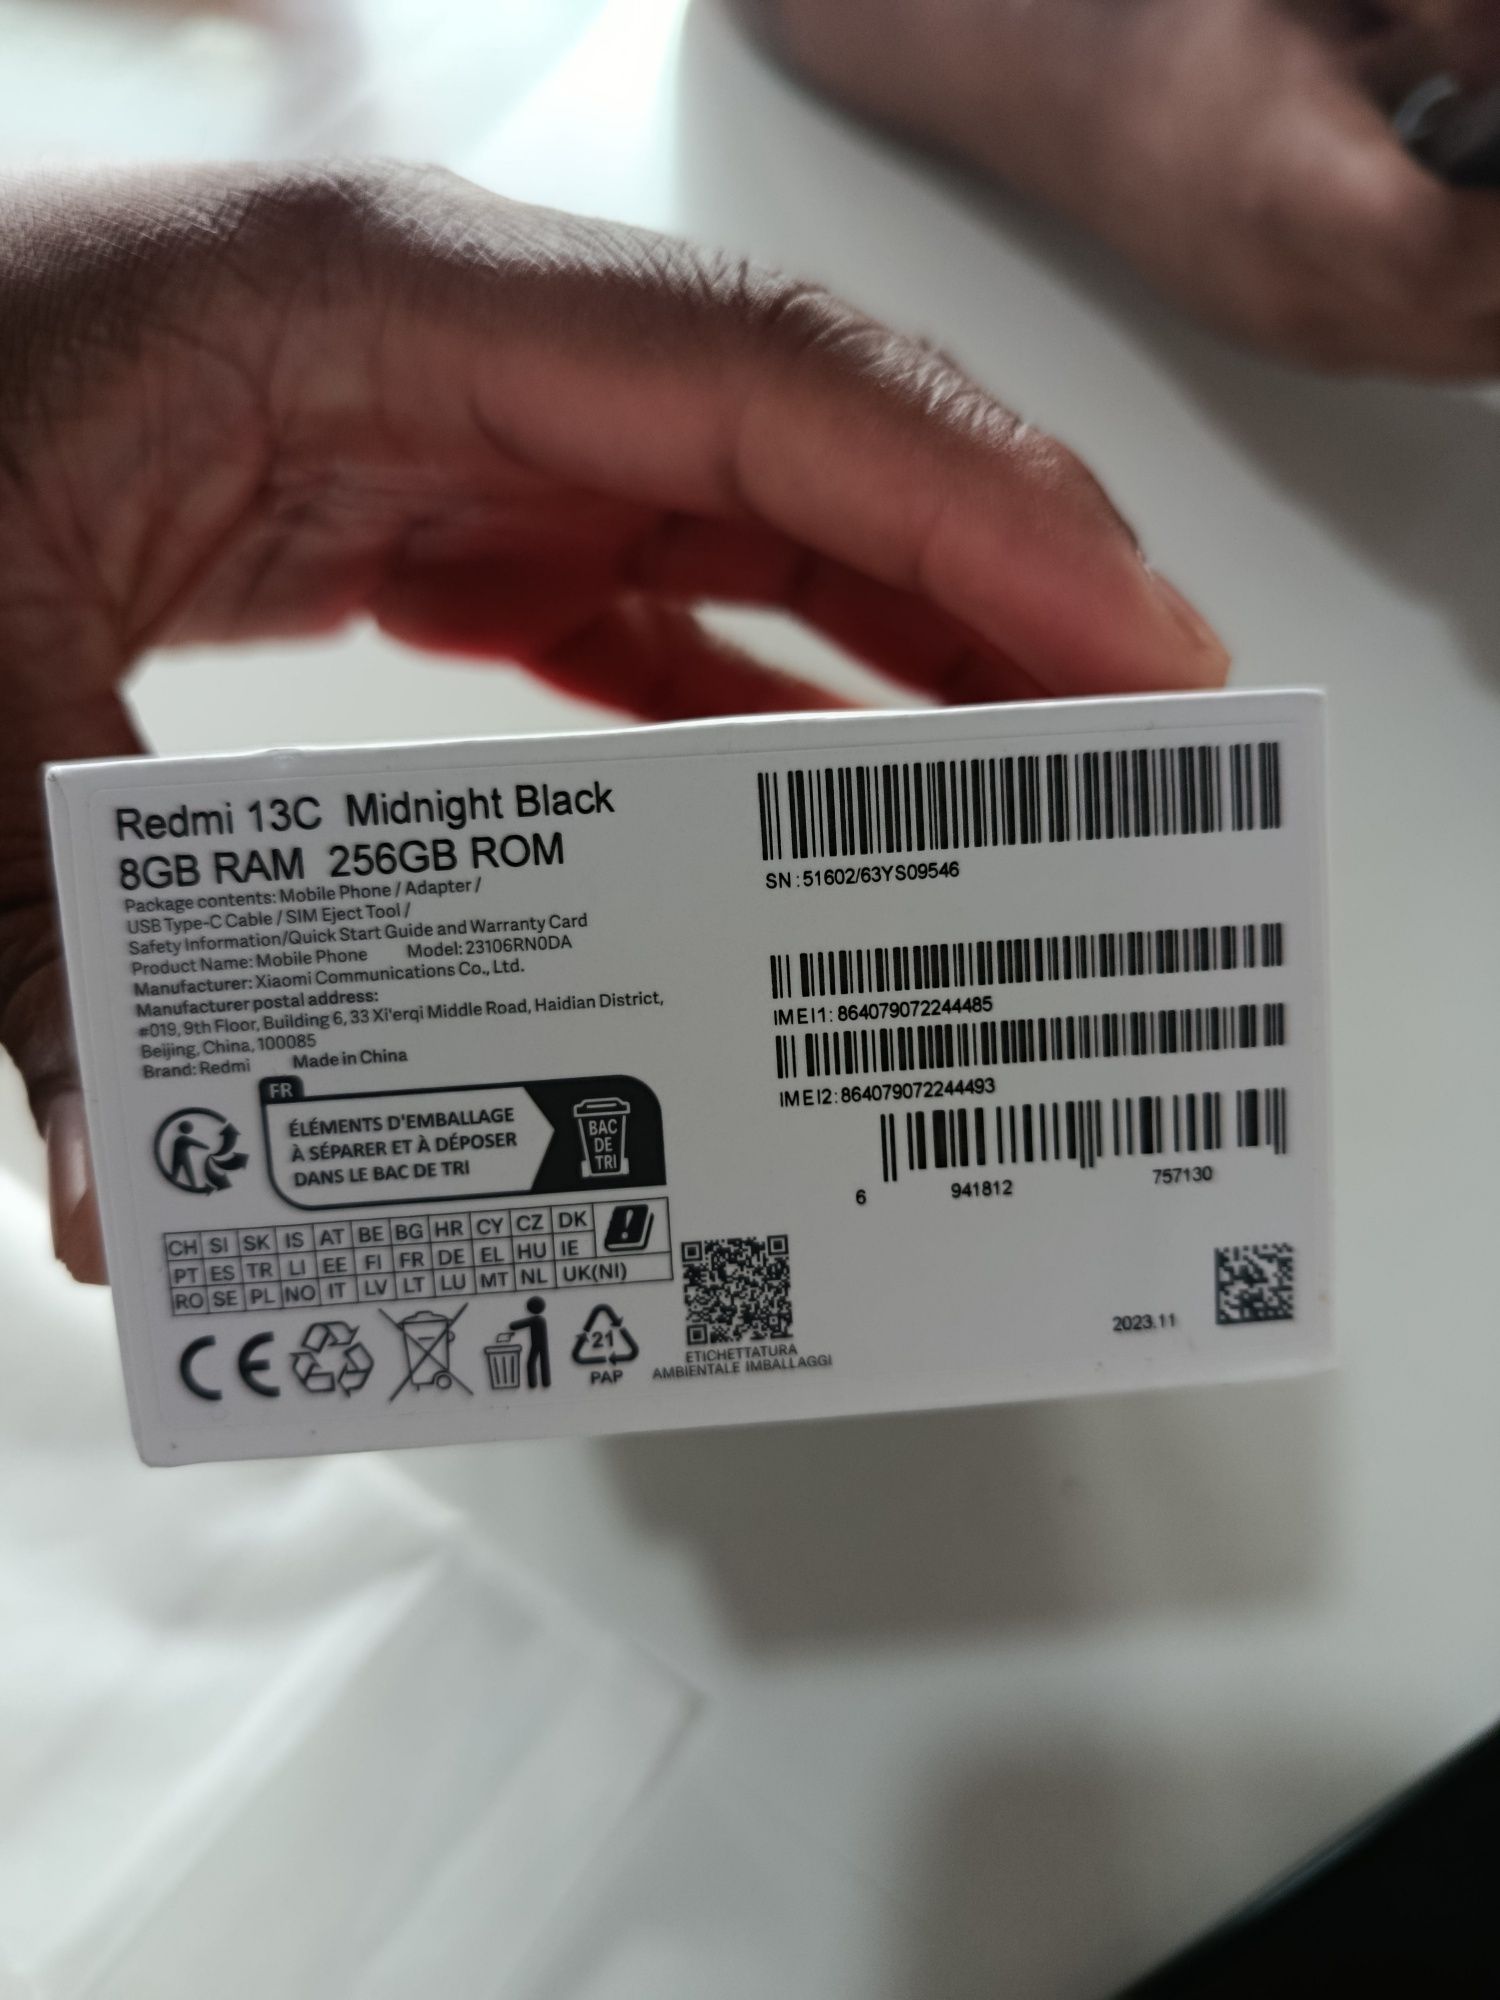 Redmi 13C Midnight Black
8GB RAM 256GB ROM
Package contents: Mobile Phone / Adapter /
USB Type-C Cable / SIM Eject Tool /
Safety Information/Quick Start Guide and Warranty Card
Product Name: Mobile Phone Model: 23106RN0DA
Manufacturer: Xiaomi Communications Co., Ltd.
Manufacturer postal address:
#019, 9th Floor, Building 6, 33 Xi'erqi Middle Road, Haidian District,
Beijing, China, 100085
Brand: Redmi Made in China
FR
ÉLÉMENTS D'EMBALLAGE
À SÉPARER ET À DÉPOSER
DANS LE BAC DE TRI
BAC
DE
TRI
CH SI SK IS AT BE BG HR CY CZ DK
PT ES TR LI EE FI FR DE EL HU IE
RO SE PL NO IT LV LT LU MT NL UK(NI)
CE
21
PAP
ETICHETTATURA
AMBIENTALE IMBALLAGGI
SN:51602/63YS09546
IMEI1:864079072244485
IMEI2:864079072244493
6 941812 757130
2023.11